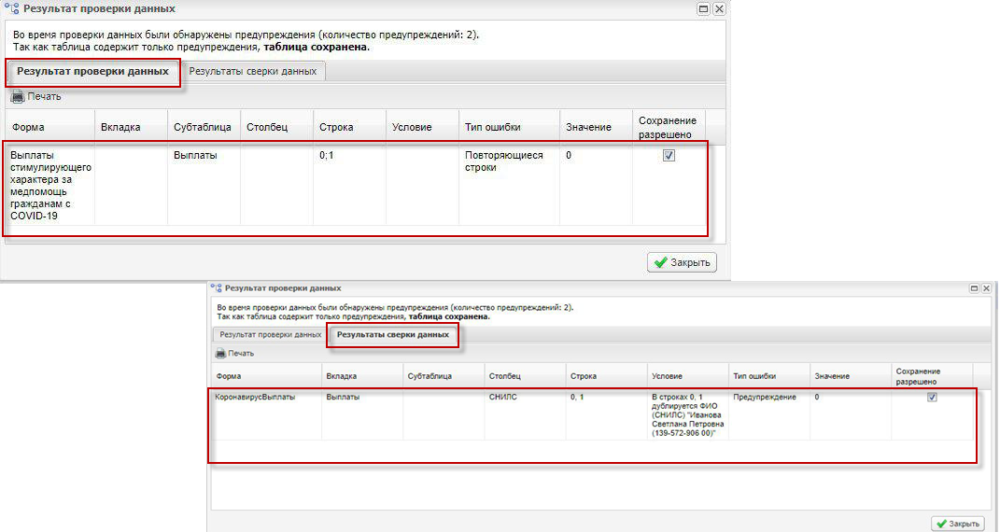 Результат проверки данных
Во время проверки данных были обнаружены предупреждения (количество предупреждений: 2).
Так как таблица содержит только предупреждения, таблица сохранена.
Результат проверки данных Результаты сверки данных
Печать
Форма Вкладка Субтаблица Столбец Строка Условие Тип ошибки Значение Сохранение
разрешено
Выплаты Выплаты 0;1 Повторяющиеся 0
стимулирующего строки
характера за
медпомощь
гражданам с
COVID-19
Закрыть
Результат проверки данных
Во время проверки данных были обнаружены предупреждения (количество предупреждений: 2).
Так как таблица содержит только предупреждения, таблица сохранена.
Результат проверки данных Результаты сверки данных
Печать
Форма Вкладка Субтаблица Столбец Строка Условие Тип ошибки Значение Сохранение
разрешено
КоронавирусВыплаты Выплаты СНИЛС 0, 1 В строках 0, 1 Предупреждение 0
дублируется ФИО
(СНИЛС) "Иванова
Светлана Петровна
(139-572-906 00)"
Закрыть